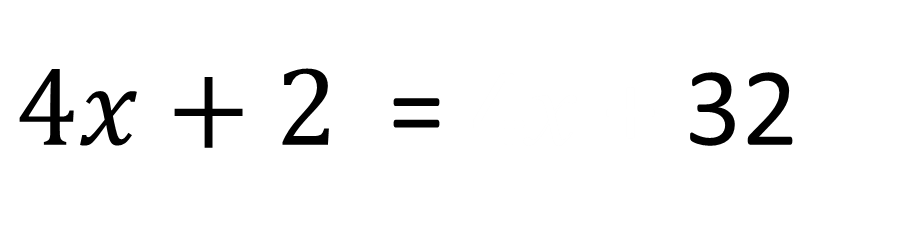 4x + 2 = 32